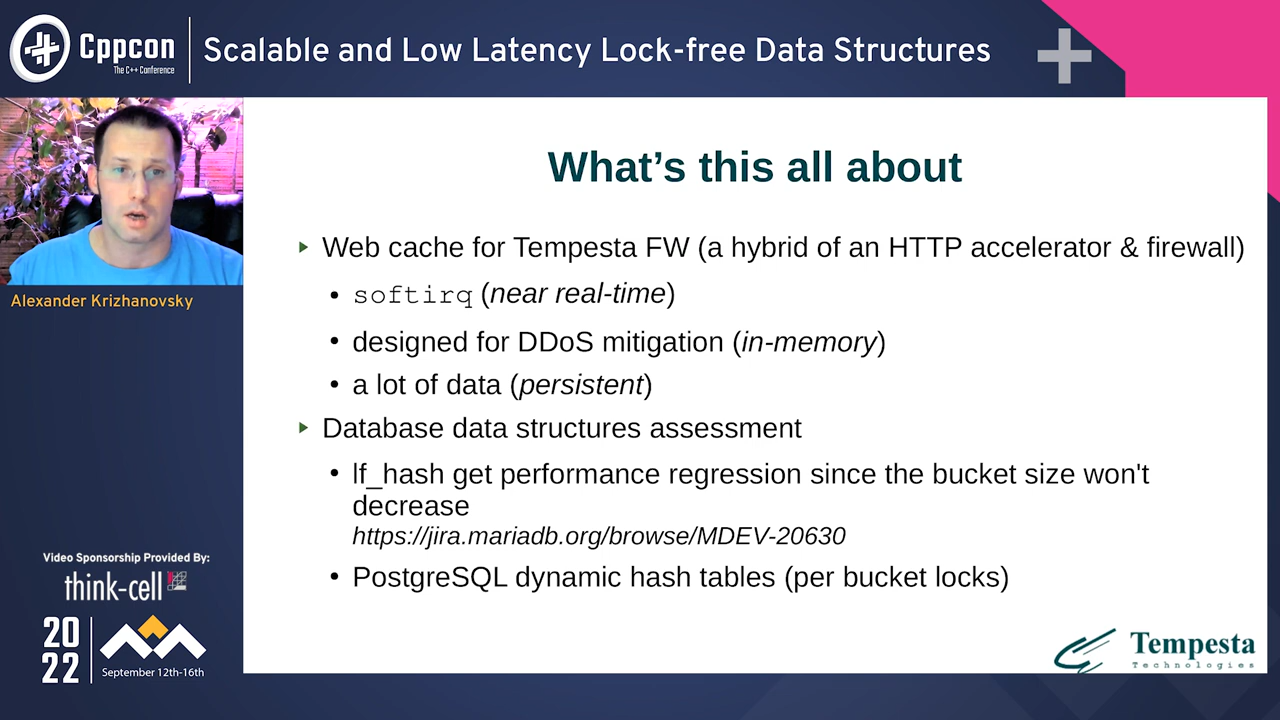 Cppcon
The C++ Conference
Scalable and Low Latency Lock-free Data Structures
Alexander Krizhanovsky
What’s this all about
Web cache for Tempesta FW (a hybrid of an HTTP accelerator & firewall)
softirq (near real-time)
designed for DDoS mitigation (in-memory)
a lot of data (persistent)
Database data structures assessment
lf_hash get performance regression since the bucket size won't
decrease
https://jira.mariadb.org/browse/MDEV-20630
PostgreSQL dynamic hash tables (per bucket locks)
Video Sponsorship Provided By:
think-cell
20
22
September 12th-16th
Tempesta
Technologies